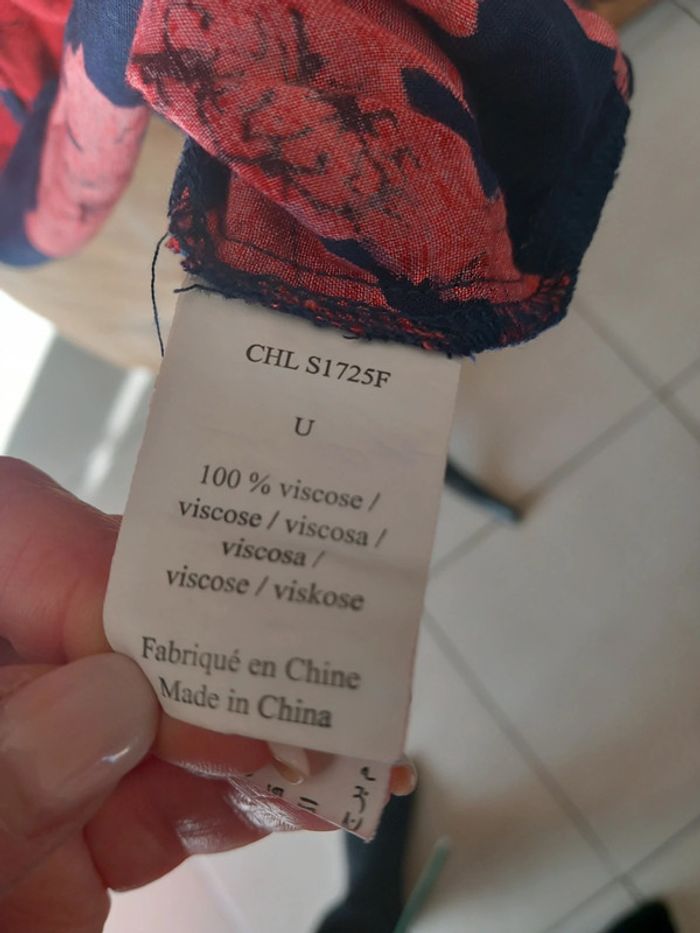 CHL S1725F
U
100 % viscose /
viscose / viscosa /
viscosa /
viscose / viskose
Fabriqué en Chine
Made in China